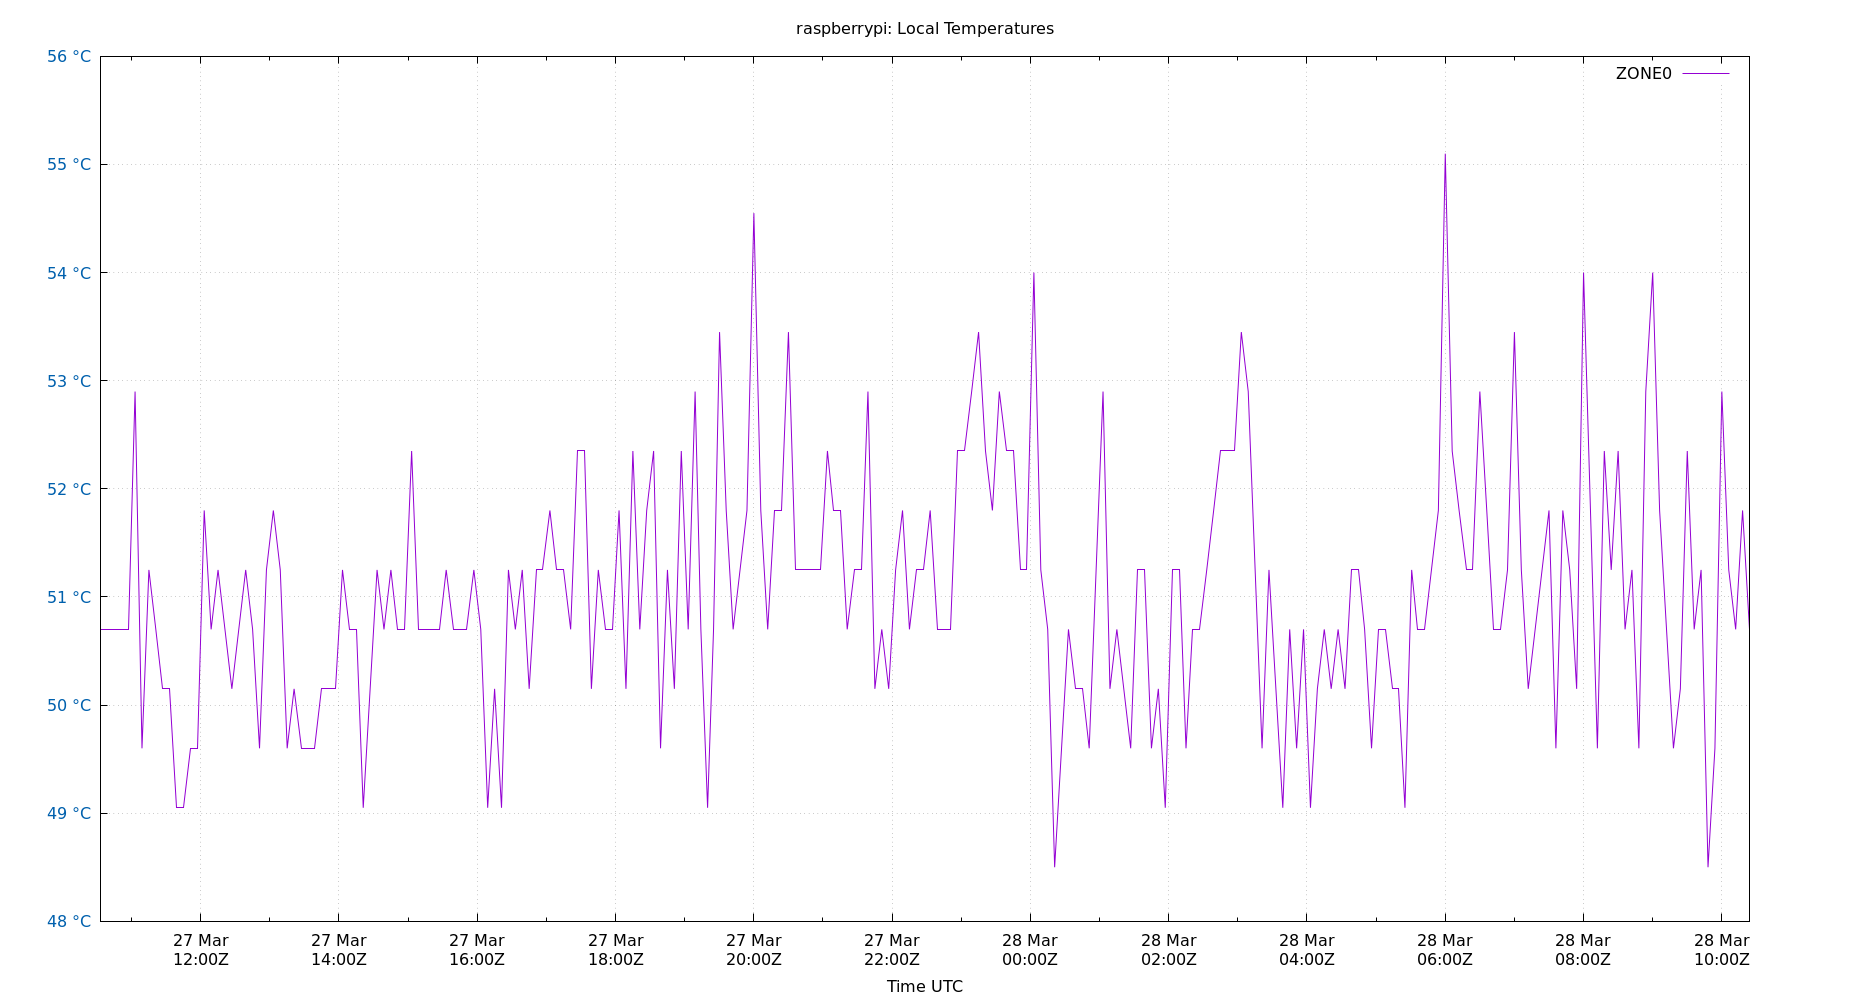 raspberrypi: Local Temperatures
56 °C
55 °C
54 °C
53 °C
52 °C
51 °C
50 °C
49 °C
48 °C
ZONE0
27 Mar
12:00Z
27 Mar
14:00Z
27 Mar
16:00Z
27 Mar
18:00Z
27 Mar
20:00Z
27 Mar
22:00Z
28 Mar
00:00Z
28 Mar
02:00Z
28 Mar
04:00Z
28 Mar
06:00Z
28 Mar
08:00Z
28 Mar
10:00Z
Time UTC